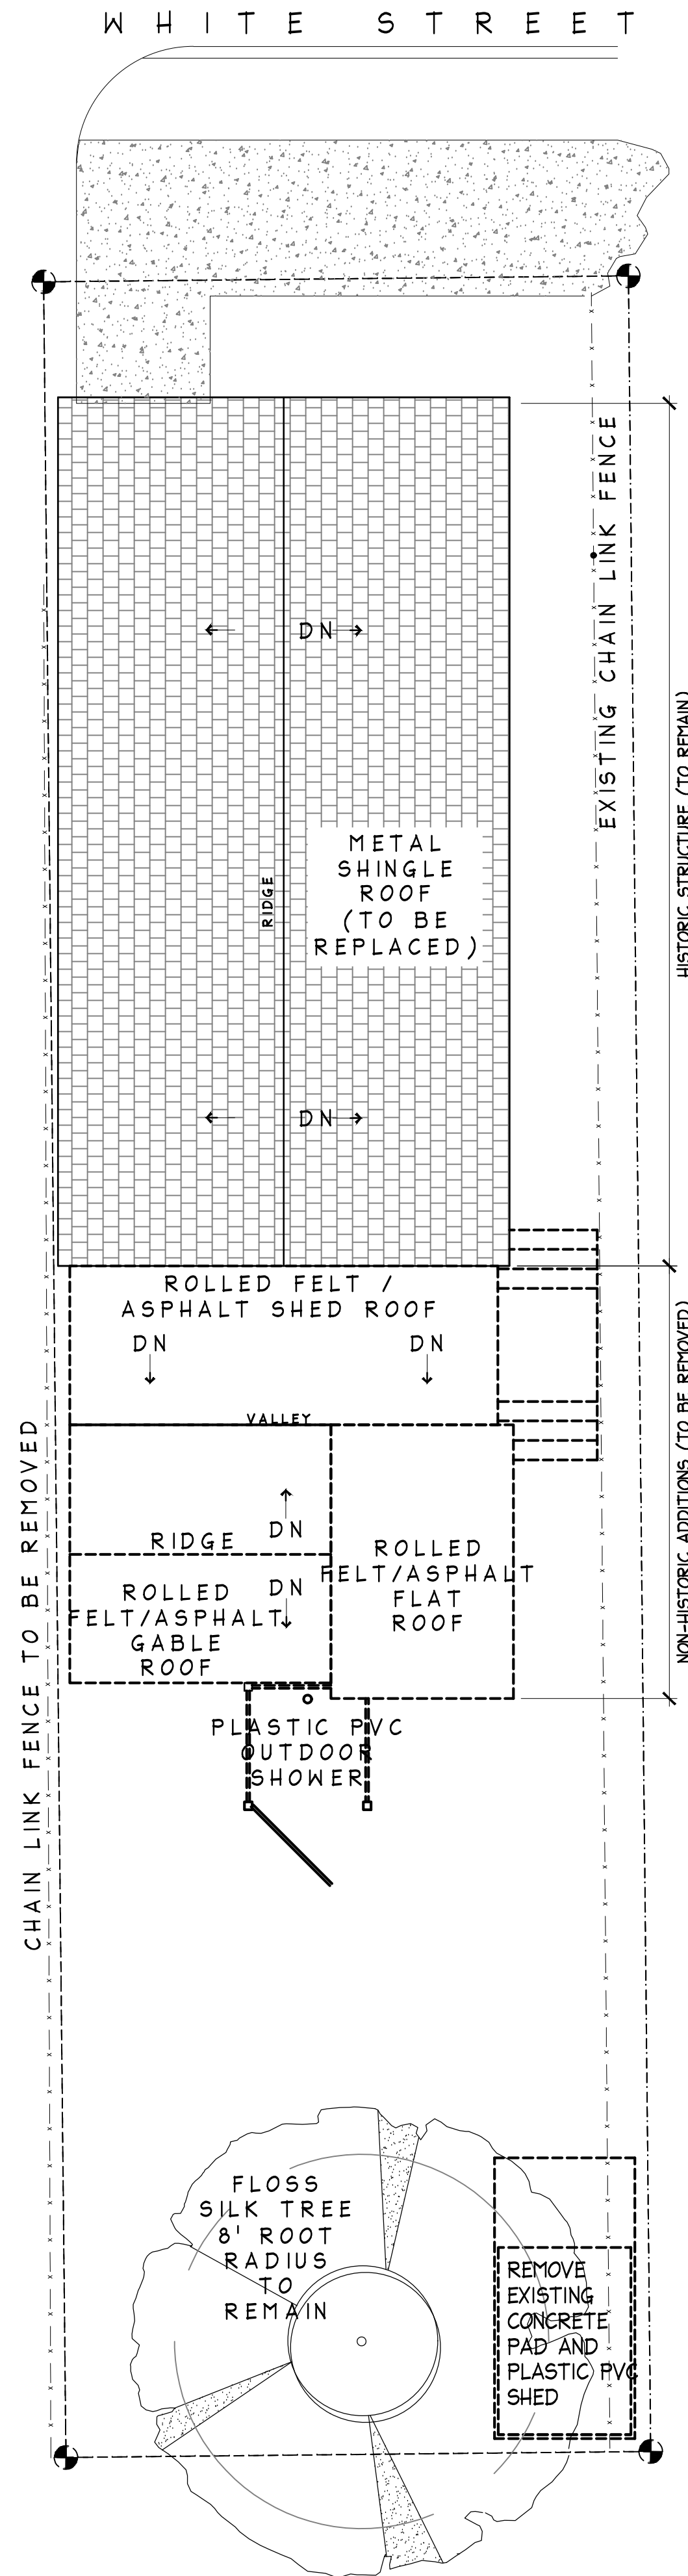 WHITE STREET
EXISTING CHAIN LINK FENCE
HISTORIC STRUCTURE (TO REMAIN)
DN
METAL
SHINGLE
ROOF
(TO BE
REPLACED)
RIDGE
DN
ROLLED FELT /
ASPHALT SHED ROOF
DN
DN
VALLEY
NON-HISTORIC ADDITIONS (TO BE REMOVED)
CHAIN LINK FENCE TO BE REMOVED
DN
RIDGE
DN
ROLLED
FELT/ASPHALT
GABLE
ROOF
ROLLED
FELT/ASPHALT
FLAT
ROOF
PLASTIC PVC
OUTDOOR
SHOWER
FLOSS
SILK TREE
8' ROOT
RADIUS
TO
REMAIN
REMOVE
EXISTING
CONCRETE
PAD AND
PLASTIC PVC
SHED